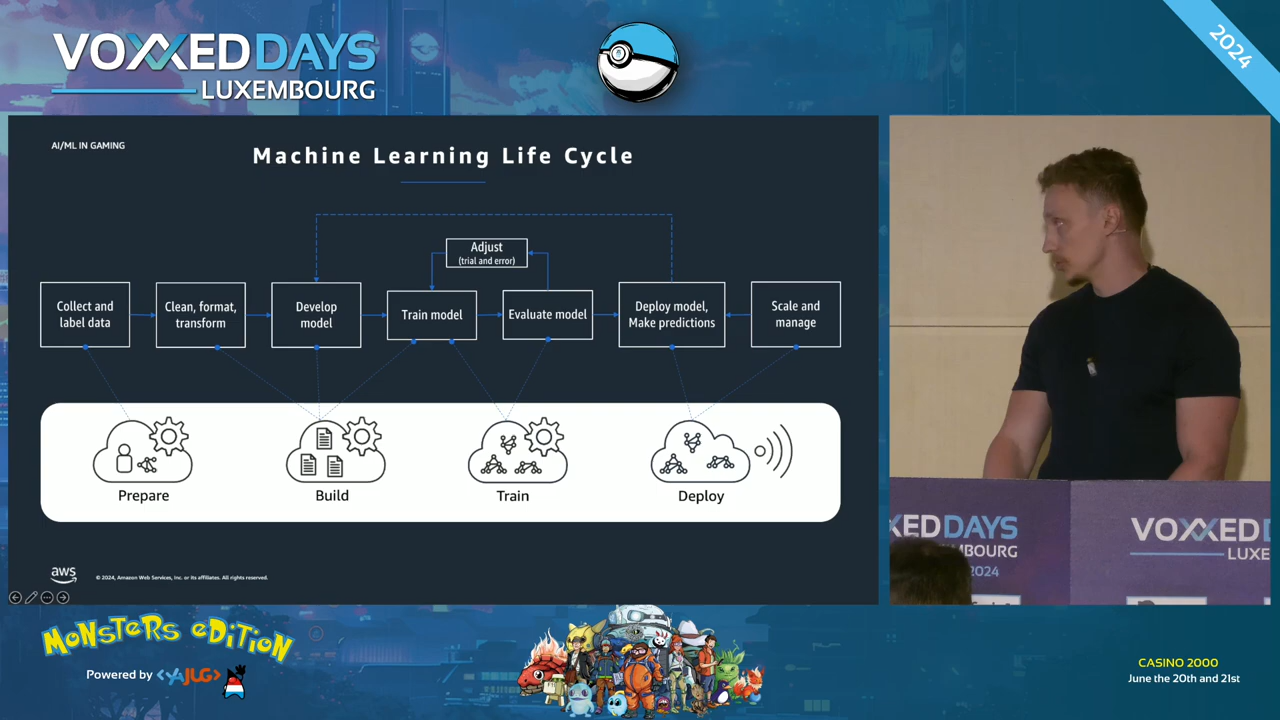 VOXXED DAYS
LUXEMBOURG
2024
AI/ML IN GAMING
Machine Learning Life Cycle
Adjust
(trial and error)
Collect and
label data
Clean, format,
transform
Develop
model
Train model
Evaluate model
Deploy model,
Make predictions
Scale and
manage
Prepare
Build
Train
Deploy
aws
© 2024, Amazon Web Services, Inc. or its affiliates. All rights reserved.
XED DAYS
MBOURG
2024
VOXXED D
LUXE
MONSTERS EDITION
Powered by <YAJUG>
CASINO 2000
June the 20th and 21st